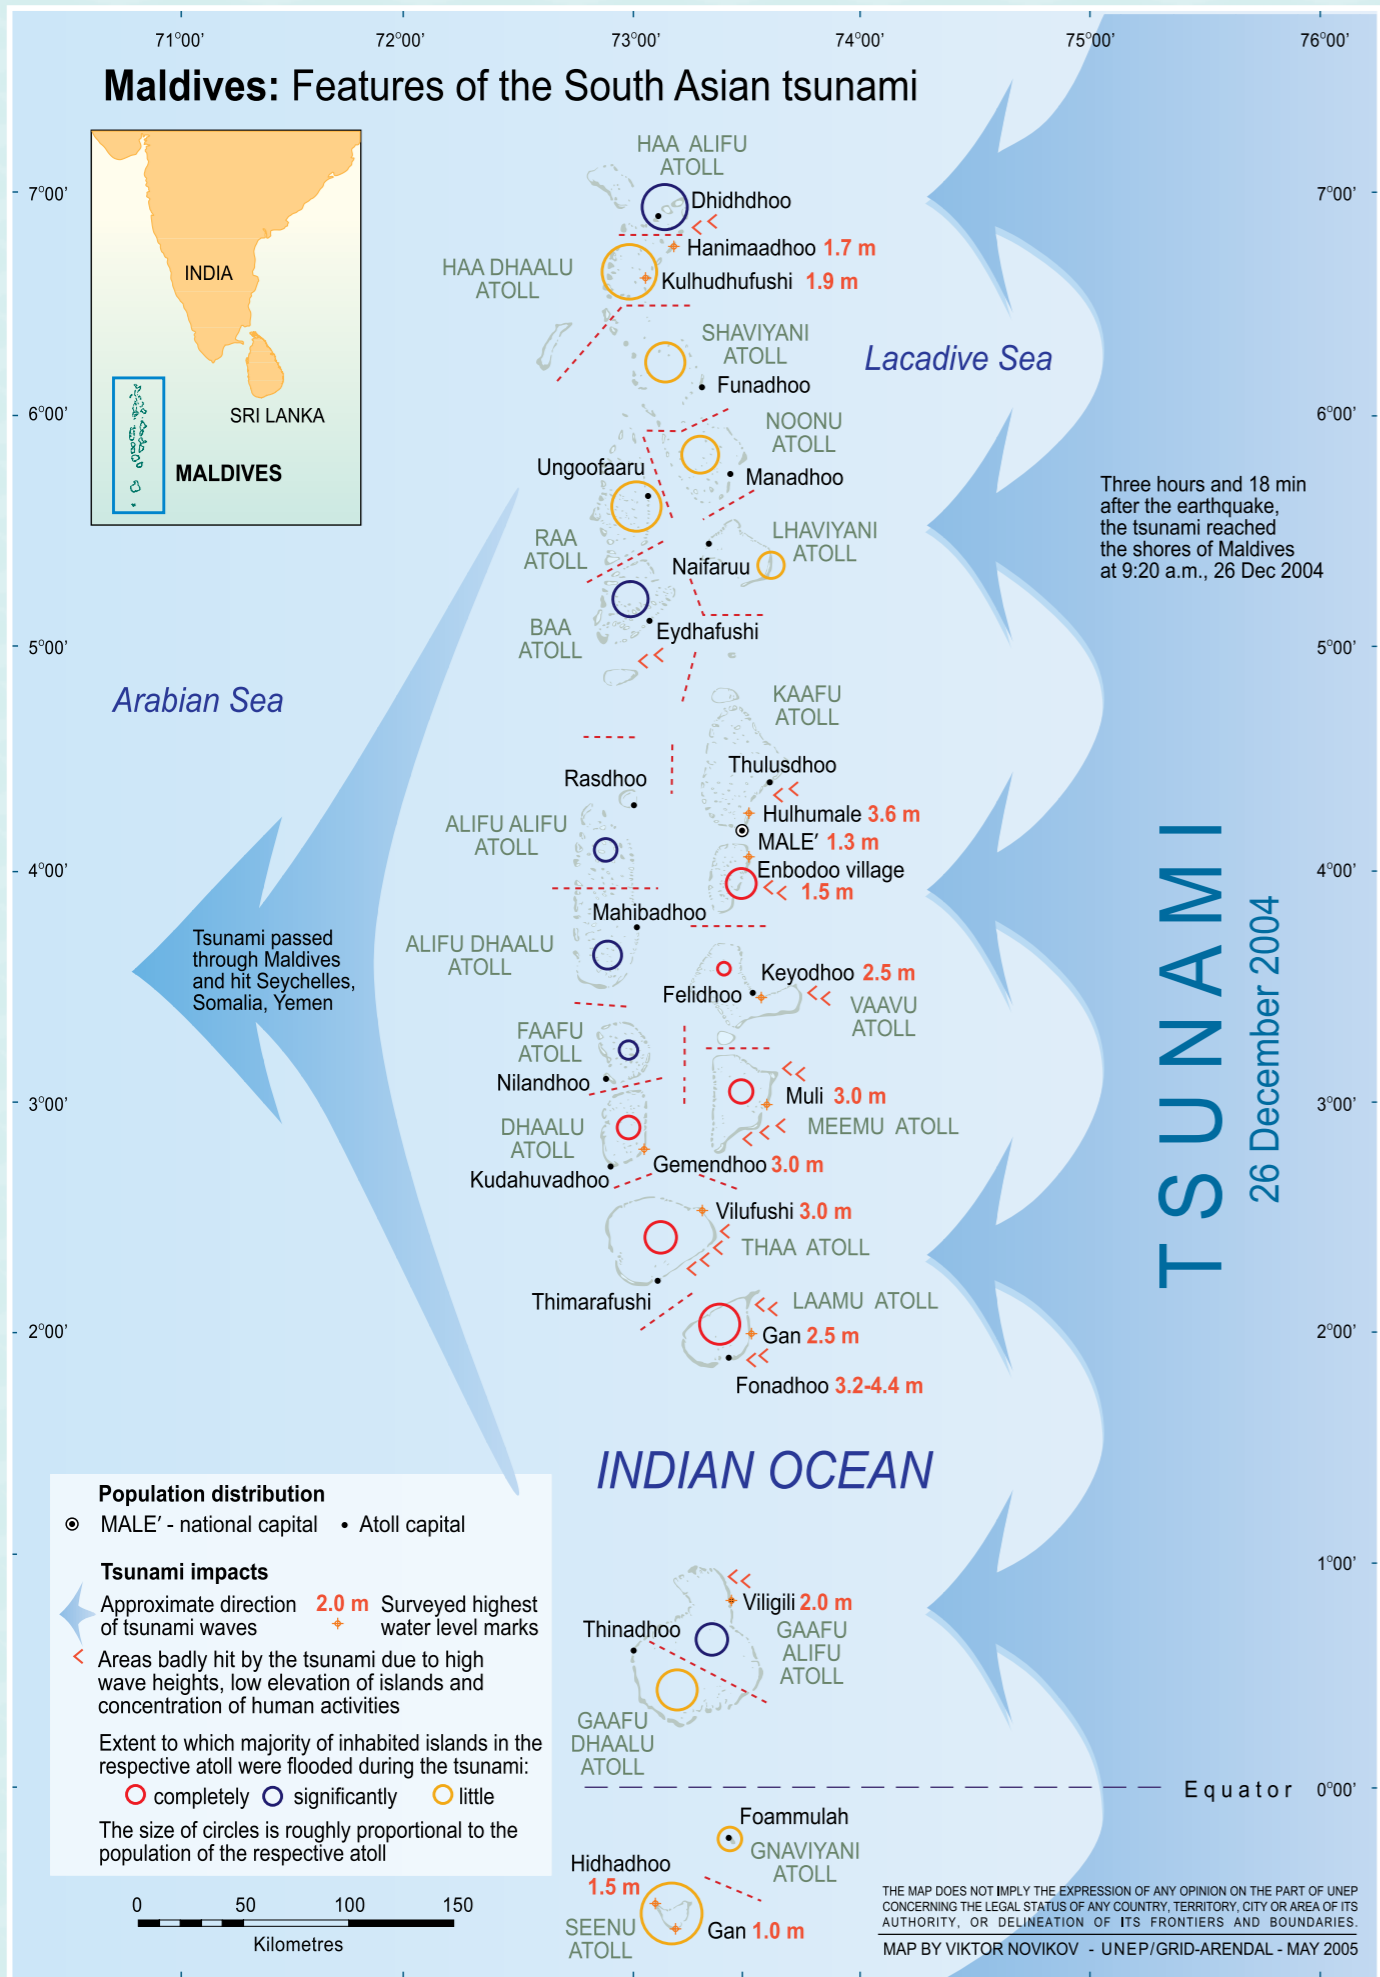 71°00'
72°00'
73°00'
74°00'
75°00'
76°00'
Maldives: Features of the South Asian tsunami
HAA ALIFU
ATOLL
7°00'
7°00'
Dhidhdhoo
Hanimaadhoo 1.7 m
HAA DHAALU
ATOLL
Kulhudhufushi 1.9 m
INDIA
SRI LANKA
MALDIVES
SHAVIYANI
ATOLL
Lacadive Sea
Funadhoo
6°00'
6°00'
NOONU
ATOLL
Ungoofaaru
Manadhoo
Three hours and 18 min
after the earthquake,
the tsunami reached
the shores of Maldives
at 9:20 a.m., 26 Dec 2004
RAA
ATOLL
LHAVIYANI
ATOLL
Naifaruu
BAA
ATOLL
Eydhafushi
5°00'
5°00'
Arabian Sea
KAAFU
ATOLL
Thulusdhoo
Rasdhoo
Hulhumale 3.6 m
ALIFU ALIFU
ATOLL
MALE′ 1.3 m
Enbodoo village
1.5 m
4°00'
4°00'
Mahibadhoo
ALIFU DHAALU
ATOLL
Tsunami passed
through Maldives
and hit Seychelles,
Somalia, Yemen
Keyodhoo 2.5 m
Felidhoo
VAAVU
ATOLL
FAAFU
ATOLL
Nilandhoo
Muli 3.0 m
3°00'
3°00'
DHAALU
ATOLL
MEEMU ATOLL
Gemendhoo 3.0 m
Kudahuvadhoo
Vilufushi 3.0 m
THAA ATOLL
Thimarafushi
LAAMU ATOLL
2°00'
2°00'
Gan 2.5 m
Fonadhoo 3.2-4.4 m
TSUNAMI
26 December 2004
INDIAN OCEAN
Population distribution
MALE′ - national capital
Atoll capital
Tsunami impacts
Approximate direction
of tsunami waves
2.0 m
Surveyed highest
water level marks
Areas badly hit by the tsunami due to high
wave heights, low elevation of islands and
concentration of human activities
Extent to which majority of inhabited islands in the
respective atoll were flooded during the tsunami:
completely
significantly
little
The size of circles is roughly proportional to the
population of the respective atoll
1°00'
Viligili 2.0 m
Thinadhoo
GAAFU
ALIFU
ATOLL
GAAFU
DHAALU
ATOLL
Equator
0°00'
Foammulah
GNAVIYANI
ATOLL
Hidhadhoo
1.5 m
SEENU
ATOLL
Gan 1.0 m
0
50
100
150
Kilometres
THE MAP DOES NOT IMPLY THE EXPRESSION OF ANY OPINION ON THE PART OF UNEP
CONCERNING THE LEGAL STATUS OF ANY COUNTRY, TERRITORY, CITY OR AREA OF ITS
AUTHORITY, OR DELINEATION OF ITS FRONTIERS AND BOUNDARIES.
MAP BY VIKTOR NOVIKOV - UNEP/GRID-ARENDAL - MAY 2005